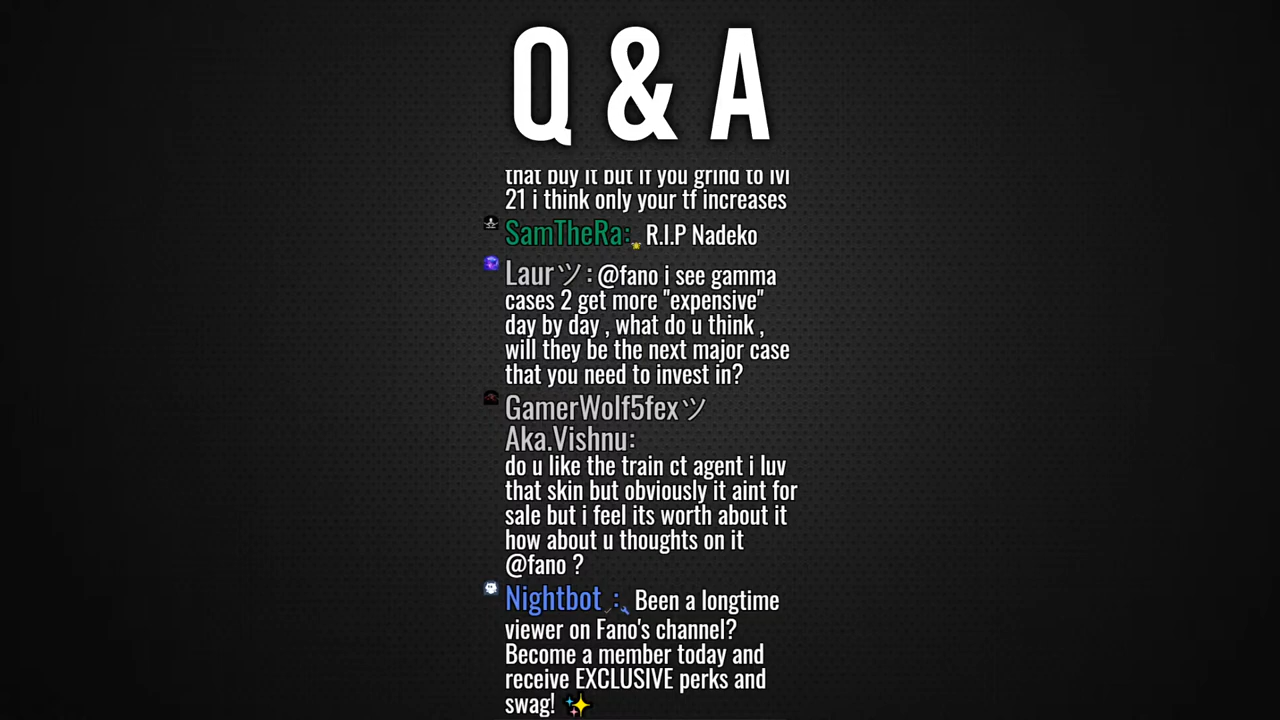 Q & A
that buy it but if you grind to lvl
21 i think only your tf increases
SamTheRa: R.I.P Nadeko
Laurツ: @fano i see gamma
cases 2 get more "expensive"
day by day , what do u think ,
will they be the next major case
that you need to invest in?
GamerWolf5fexツ
Aka.Vishnu:
do u like the train ct agent i luv
that skin but obviously it aint for
sale but i feel its worth about it
how about u thoughts on it
@fano ?
Nightbot : Been a longtime
viewer on Fano's channel?
Become a member today and
receive EXCLUSIVE perks and
swag! ✨